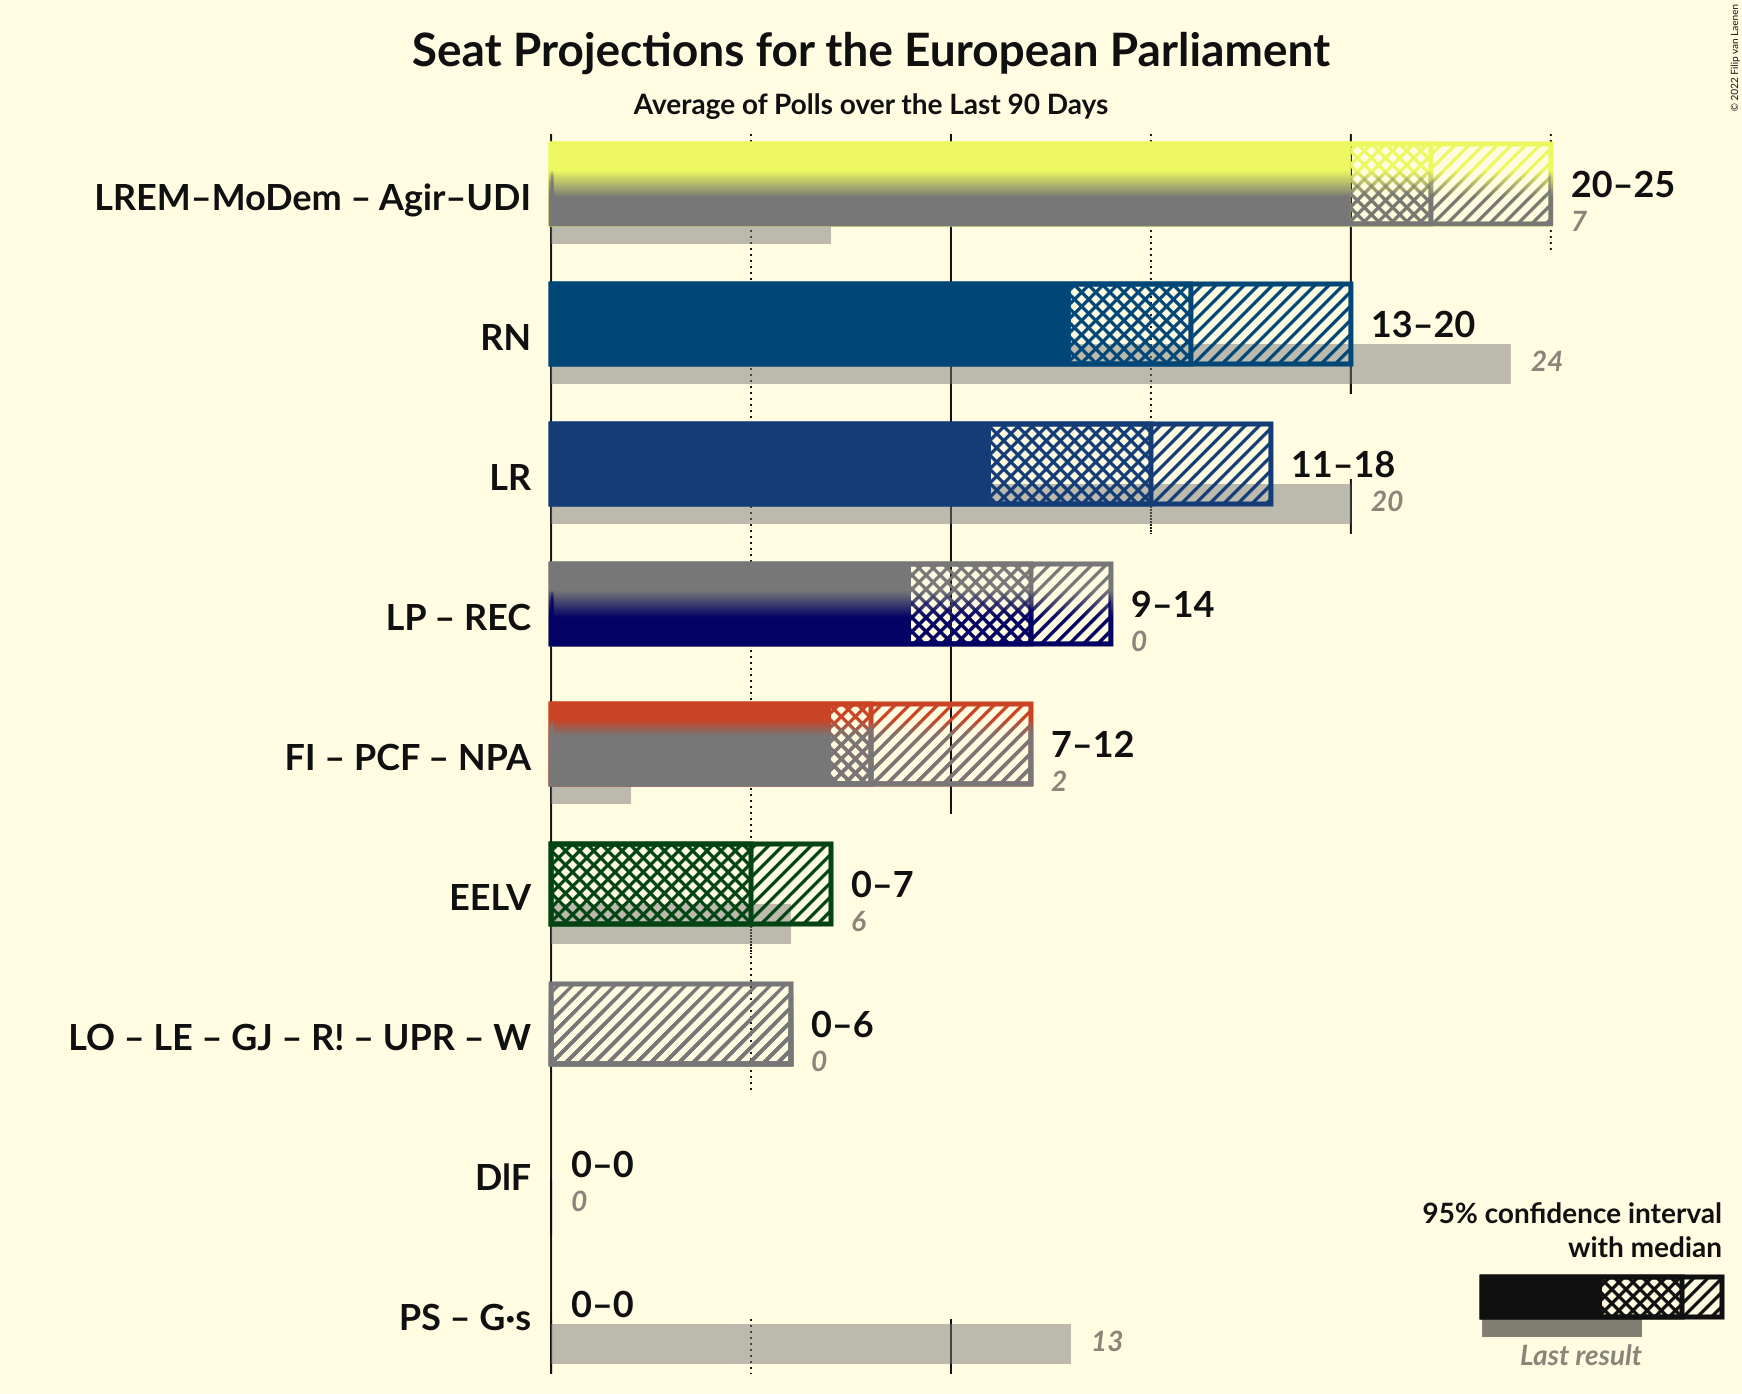 Seat Projections for the European Parliament
Average of Polls over the Last 90 Days
© 2022 Filip van Laenen
LREM–MoDem – Agir–UDI
20–25
7
RN
13–20
24
LR
11–18
20
LP – REC
9–14
0
FI – PCF – NPA
7–12
2
EELV
0–7
6
LO – LE – GJ – R! – UPR – W
0–6
0
DlF
0–0
0
PS – G·s
0–0
13
95% confidence interval
with median
Last result